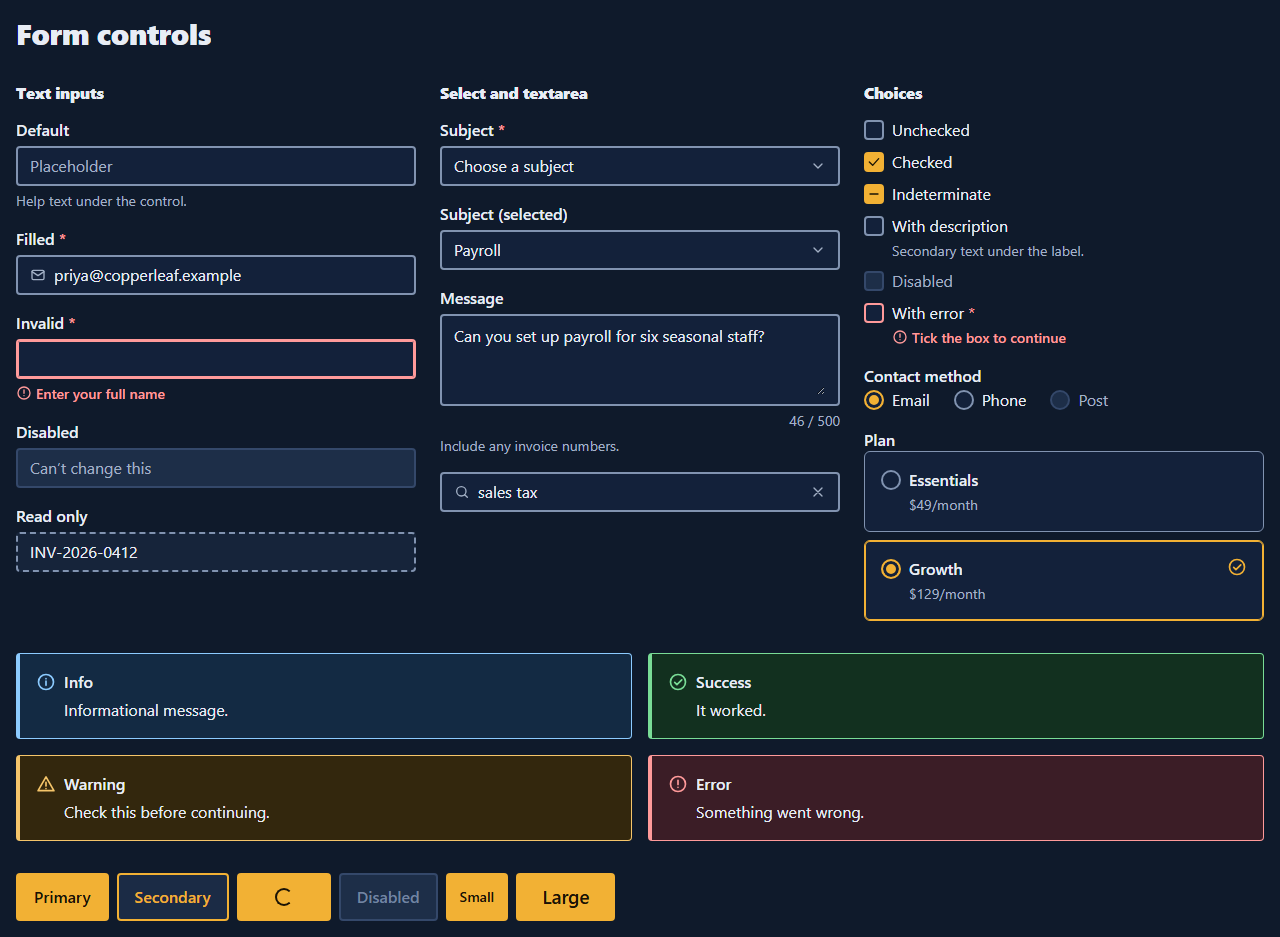 Form controls
Text inputs
Default
Placeholder
Help text under the control.
Filled *
priya@copperleaf.example
Invalid *
Enter your full name
Disabled
Can't change this
Read only
INV-2026-0412
Select and textarea
Subject *
Choose a subject
Subject (selected)
Payroll
Message
Can you set up payroll for six seasonal staff?
46 / 500
Include any invoice numbers.
sales tax
Choices
Unchecked
Checked
Indeterminate
With description
Secondary text under the label.
Disabled
With error *
Tick the box to continue
Contact method
Email Phone Post
Plan
Essentials
$49/month
Growth
$129/month
Info
Informational message.
Success
It worked.
Warning
Check this before continuing.
Error
Something went wrong.
Primary Secondary Disabled Small Large